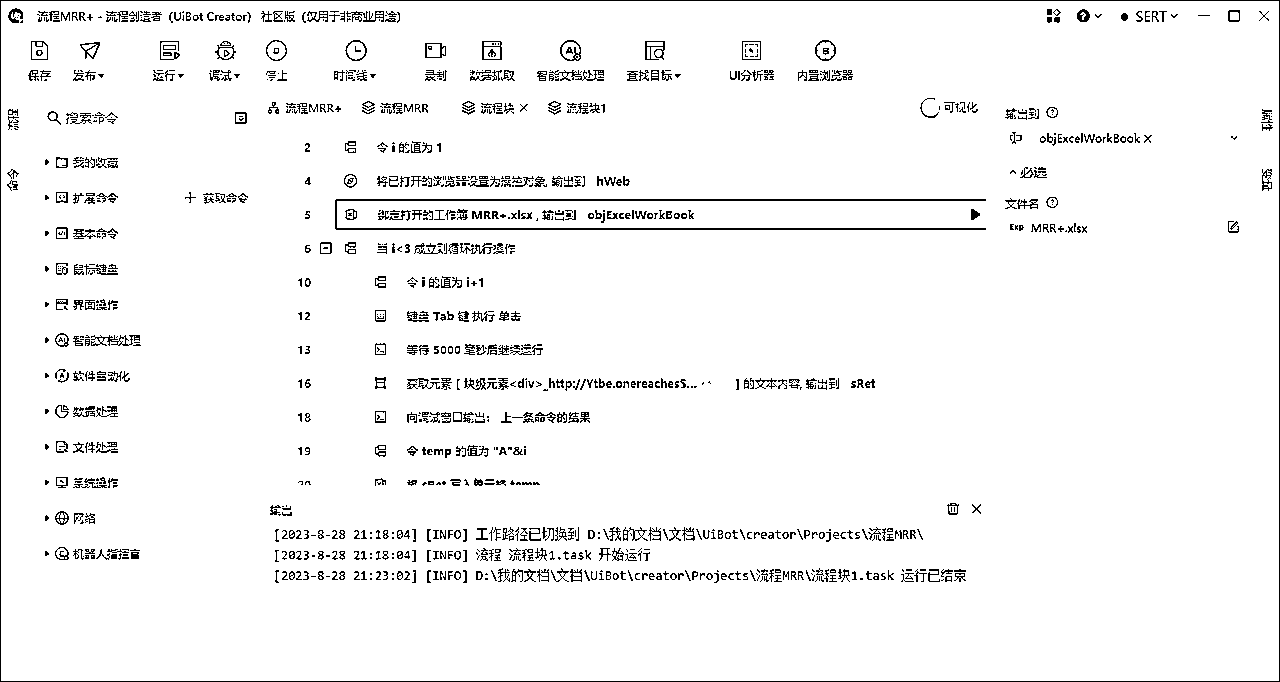 流程MRR+ - 流程创造者 (UiBot Creator) 社区版 (仅用于非商业用途)
SERT
保存 发布 运行 调试 停止 时间线 录制 数据抓取 智能文档处理 查找目标 UI分析器 内置浏览器
搜索命令
我的收藏
扩展命令 获取命令
基本命令
鼠标键盘
界面操作
智能文档处理
软件自动化
数据处理
文件处理
系统操作
网络
机器人指挥官
流程MRR+ 流程MRR 流程块 流程块1 可视化
2 令 i 的值为 1
4 将已打开的浏览器设置为操差对象, 输出到 hWeb
5 绑定打开的工作簿 MRR+.xlsx , 输出到 objExcelWorkBook
6 当 i<3 成立则循环执行操作
10 令 i 的值为 i+1
12 键盘 Tab 键 执行 单击
13 等待 5000 毫秒后继续运行
16 获取元素 [ 块级元素<div>_http://Ytbe.onereachesS... ] 的文本内容, 输出到 sRet
18 向调试窗口输出: 上一条命令的结果
19 令 temp 的值为 "A"&i
20 将 sRet 写入单元格 temp
输出
[2023-8-28 21:18:04] [INFO] 工作路径已切换到 D:\我的文档\文档\UiBot\creator\Projects\流程MRR\
[2023-8-28 21:18:04] [INFO] 流程 流程块1.task 开始运行
[2023-8-28 21:23:02] [INFO] D:\我的文档\文档\UiBot\creator\Projects\流程MRR\流程块1.task 运行已结束
输出到
objExcelWorkBook
必选
文件名
Exp MRR+.xlsx
属性